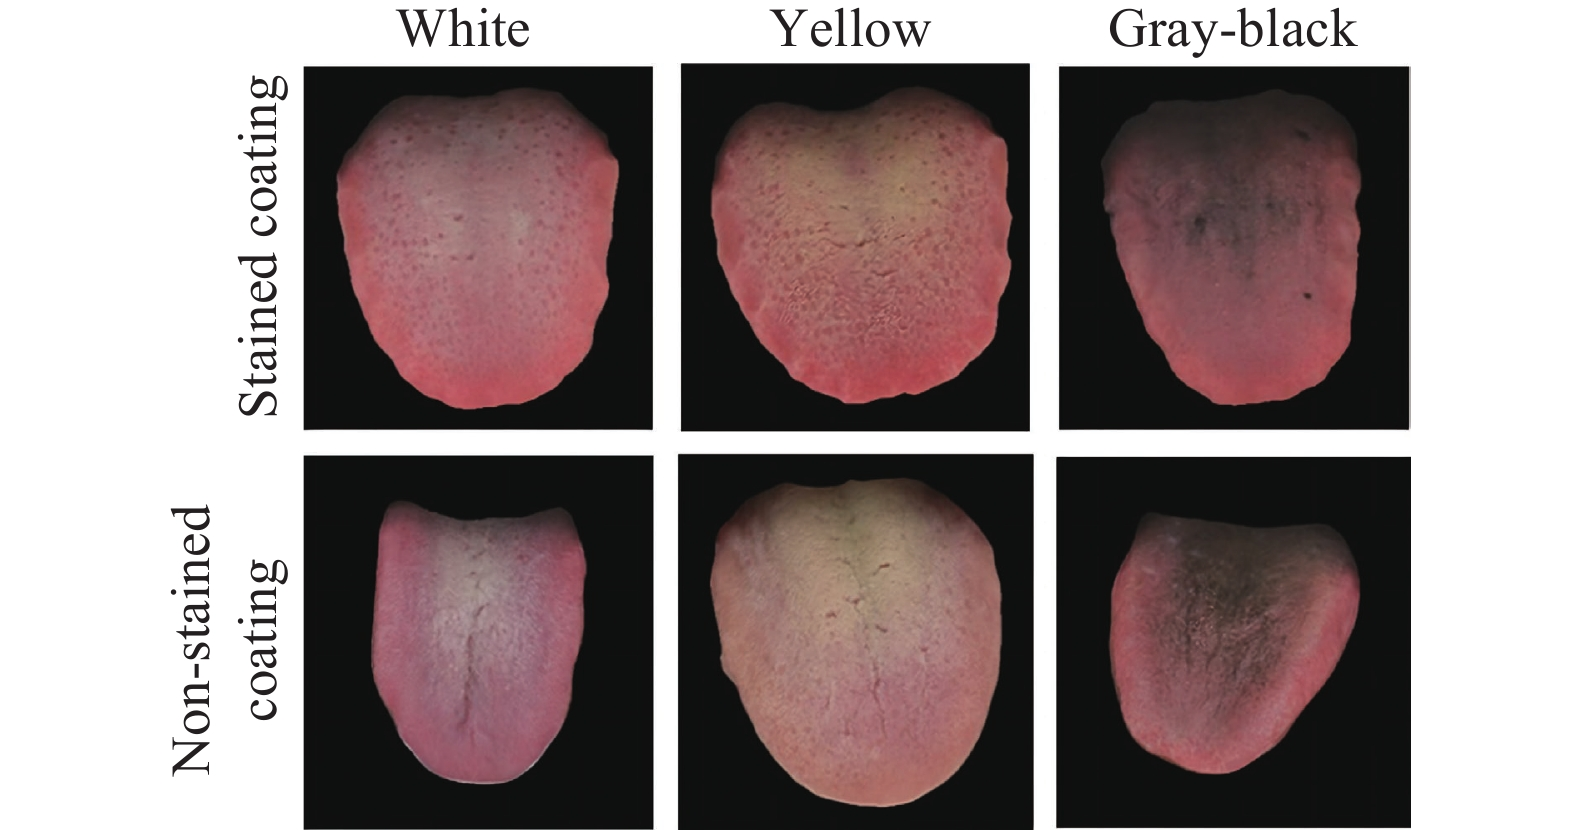 White
Yellow
Gray-black
Stained coating
Non-stained
coating